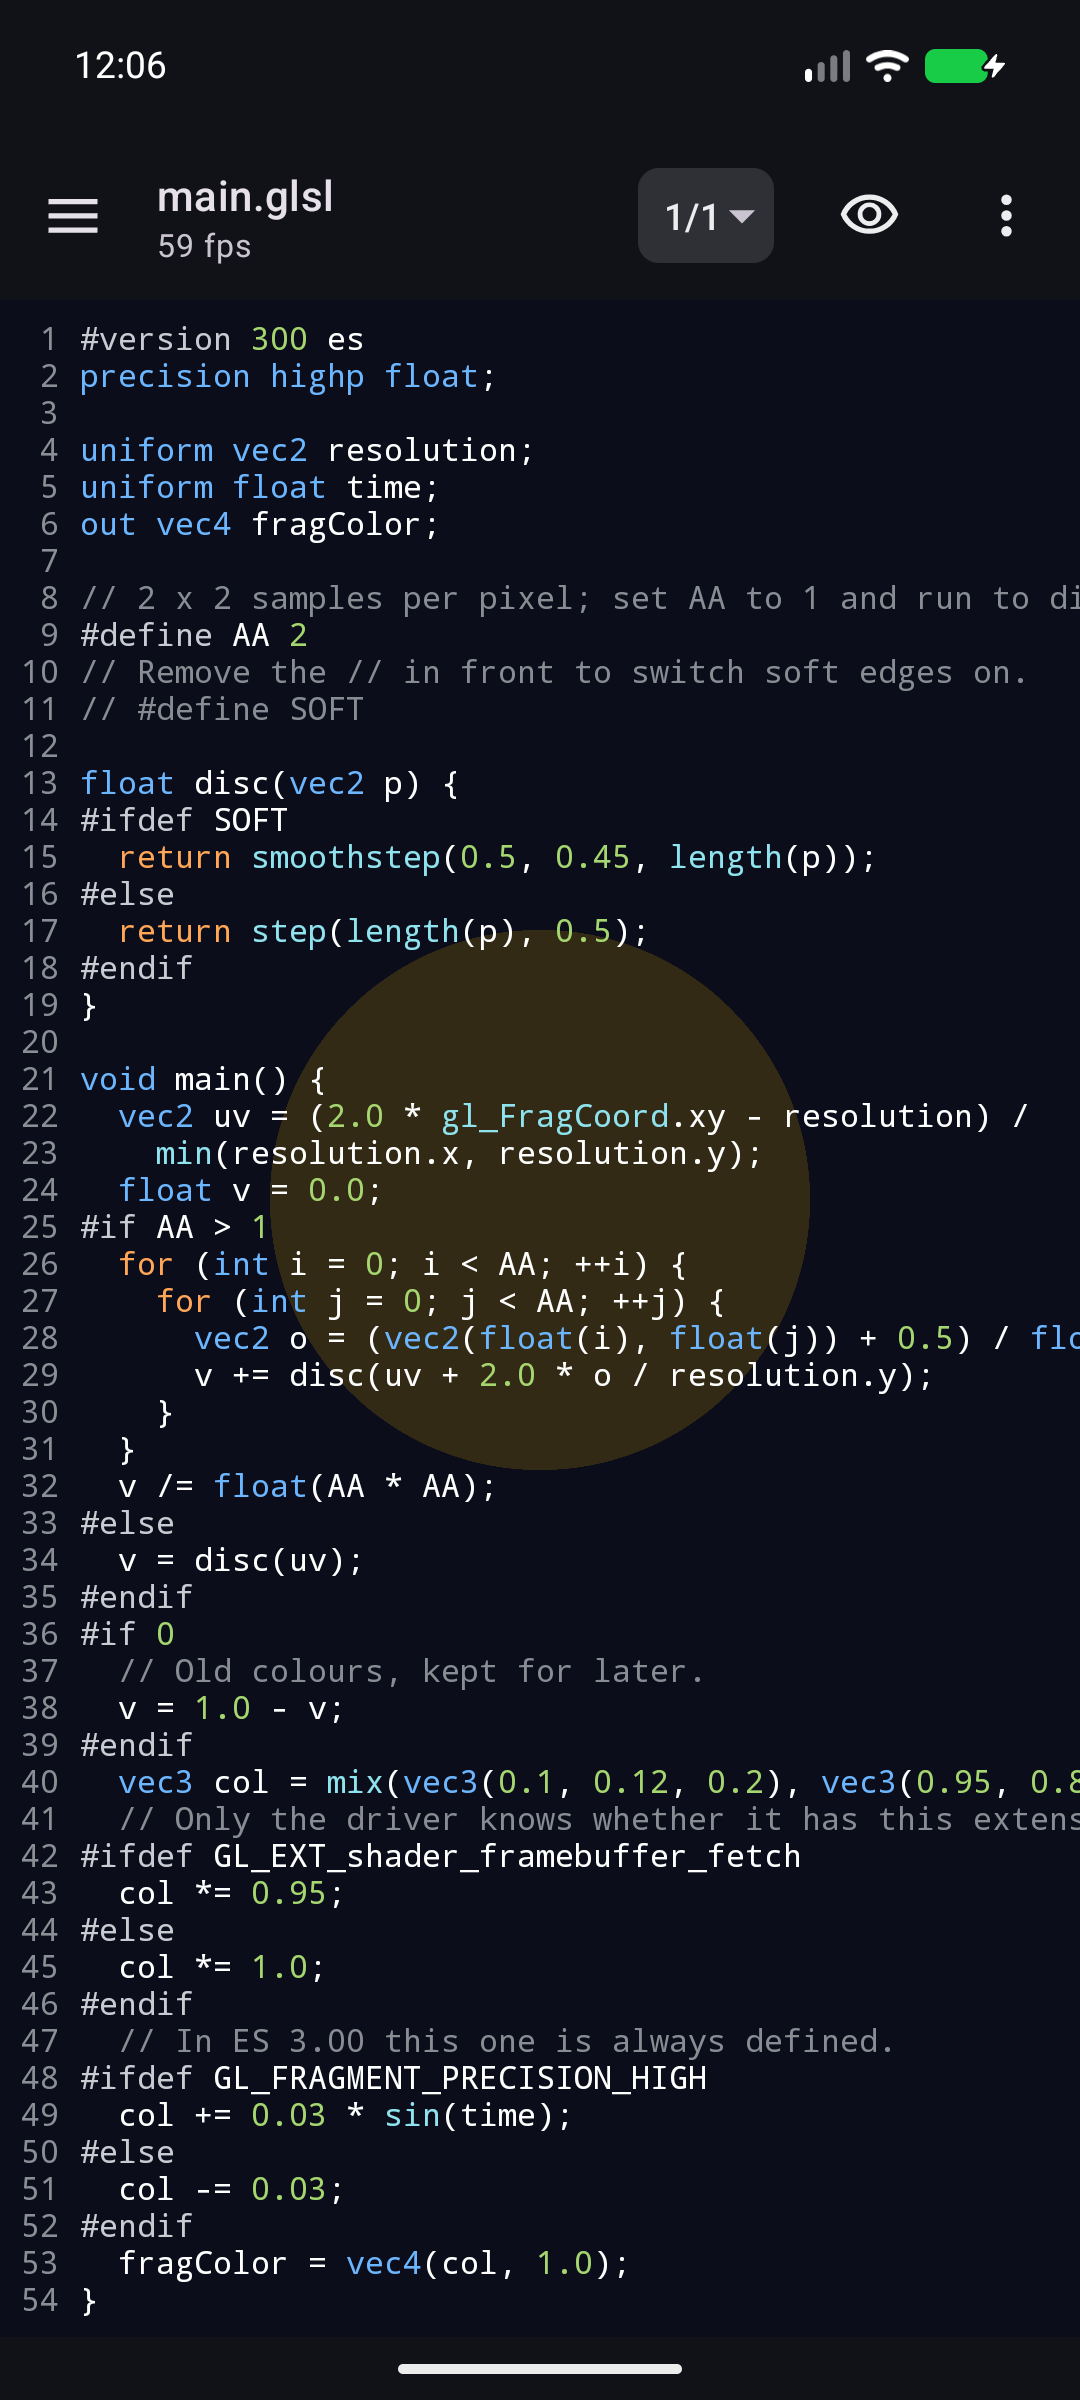 12:06
main.glsl
59 fps
1/1
1 #version 300 es
2 precision highp float;
3
4 uniform vec2 resolution;
5 uniform float time;
6 out vec4 fragColor;
7
8 // 2 x 2 samples per pixel; set AA to 1 and run to di
9 #define AA 2
10 // Remove the // in front to switch soft edges on.
11 // #define SOFT
12
13 float disc(vec2 p) {
14 #ifdef SOFT
15   return smoothstep(0.5, 0.45, length(p));
16 #else
17   return step(length(p), 0.5);
18 #endif
19 }
20
21 void main() {
22   vec2 uv = (2.0 * gl_FragCoord.xy - resolution) /
23     min(resolution.x, resolution.y);
24   float v = 0.0;
25 #if AA > 1
26   for (int i = 0; i < AA; ++i) {
27     for (int j = 0; j < AA; ++j) {
28       vec2 o = (vec2(float(i), float(j)) + 0.5) / flo
29       v += disc(uv + 2.0 * o / resolution.y);
30     }
31   }
32   v /= float(AA * AA);
33 #else
34   v = disc(uv);
35 #endif
36 #if 0
37   // Old colours, kept for later.
38   v = 1.0 - v;
39 #endif
40   vec3 col = mix(vec3(0.1, 0.12, 0.2), vec3(0.95, 0.8
41   // Only the driver knows whether it has this extens
42 #ifdef GL_EXT_shader_framebuffer_fetch
43   col *= 0.95;
44 #else
45   col *= 1.0;
46 #endif
47   // In ES 3.00 this one is always defined.
48 #ifdef GL_FRAGMENT_PRECISION_HIGH
49   col += 0.03 * sin(time);
50 #else
51   col -= 0.03;
52 #endif
53   fragColor = vec4(col, 1.0);
54 }